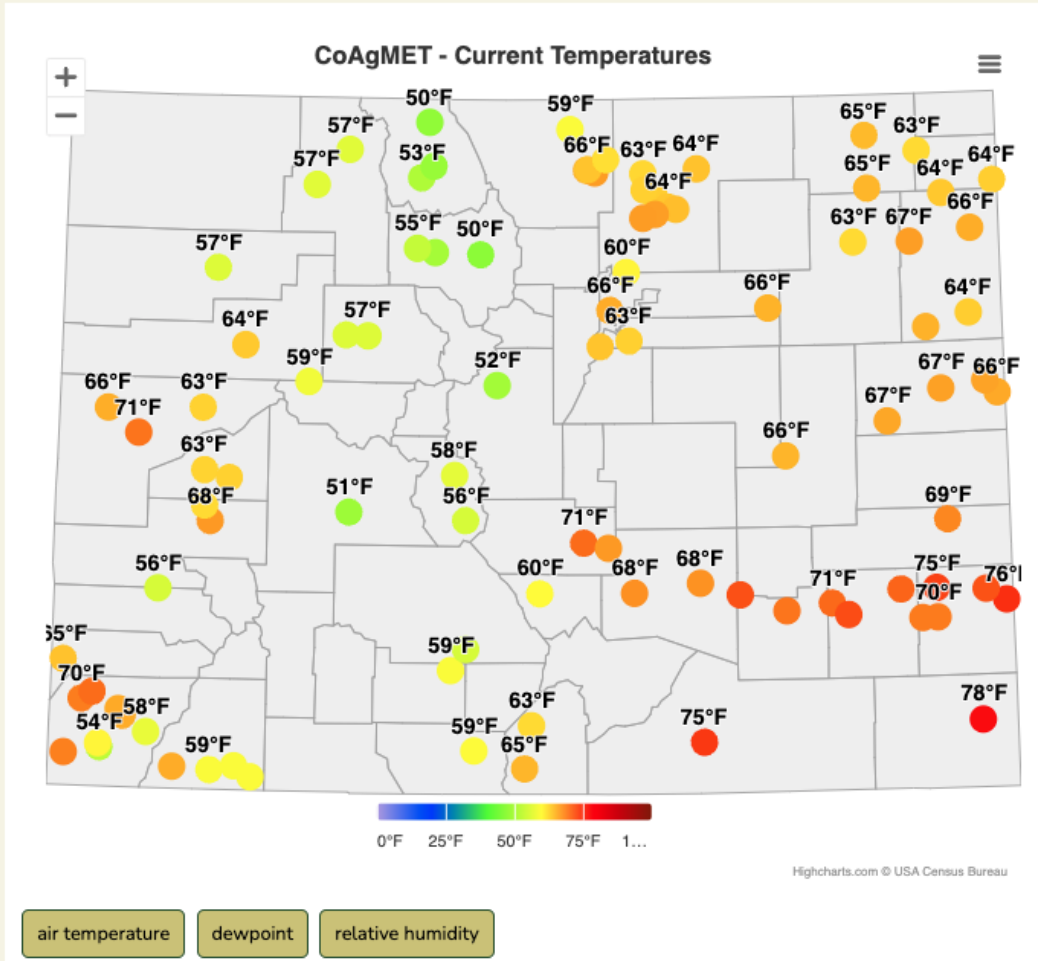 CoAgMET - Current Temperatures
+
−
50°F
59°F
57°F
65°F
63°F
66°F
63°F
64°F
57°F
53°F
65°F
64°F
64°F
64°F
66°F
55°F
50°F
63°F
67°F
57°F
60°F
66°F
66°F
64°F
64°F
57°F
63°F
59°F
52°F
67°F
66°F
66°F
63°F
71°F
67°F
63°F
58°F
66°F
68°F
51°F
56°F
69°F
71°F
56°F
60°F
68°F
68°F
71°F
75°F
76°
70°F
65°F
59°F
70°F
58°F
54°F
63°F
78°F
59°F
59°F
65°F
75°F
0°F 25°F 50°F 75°F 1…
Highcharts.com © USA Census Bureau
air temperature dewpoint relative humidity